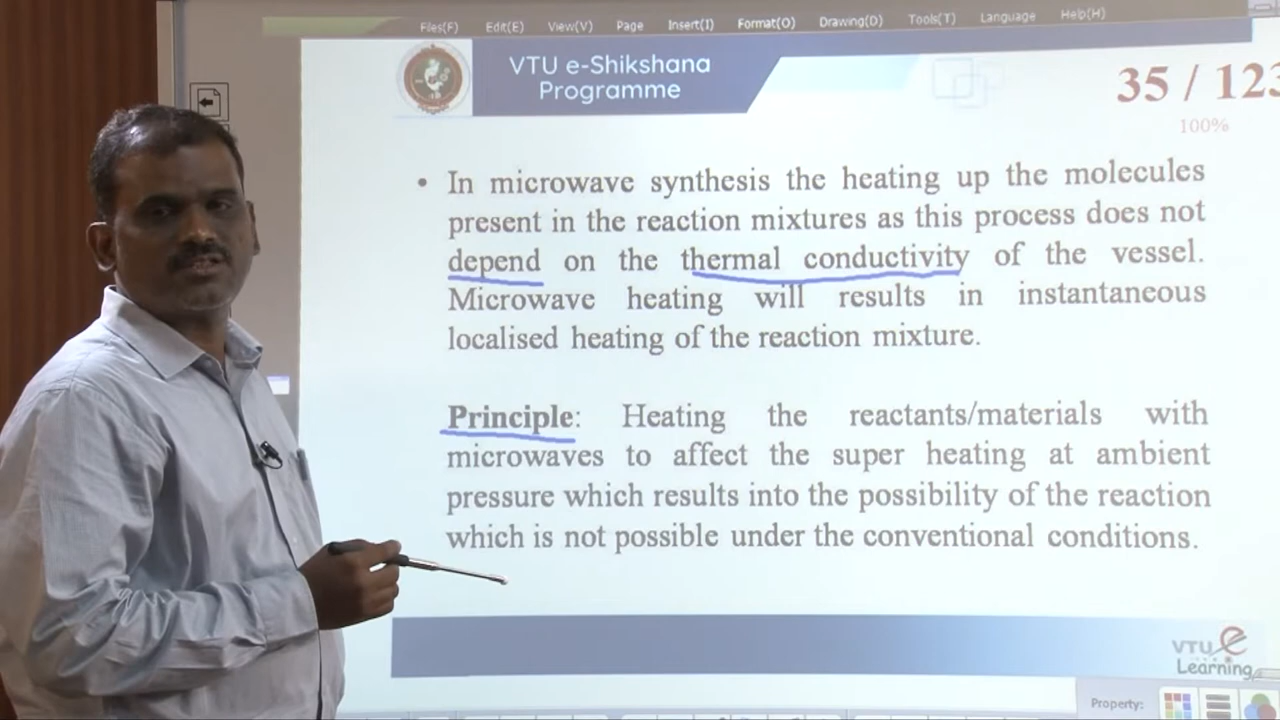 Files(F) Edit(E) View(V) Page Insert(I) Format(O) Drawing(D) Tools(T) Language Help(H)
VTU e-Shikshana
Programme
35 / 123
100%
• In microwave synthesis the heating up the molecules
present in the reaction mixtures as this process does not
depend on the thermal conductivity of the vessel.
Microwave heating will results in instantaneous
localised heating of the reaction mixture.
Principle: Heating the reactants/materials with
microwaves to affect the super heating at ambient
pressure which results into the possibility of the reaction
which is not possible under the conventional conditions.
VTU e
Learning
Property: